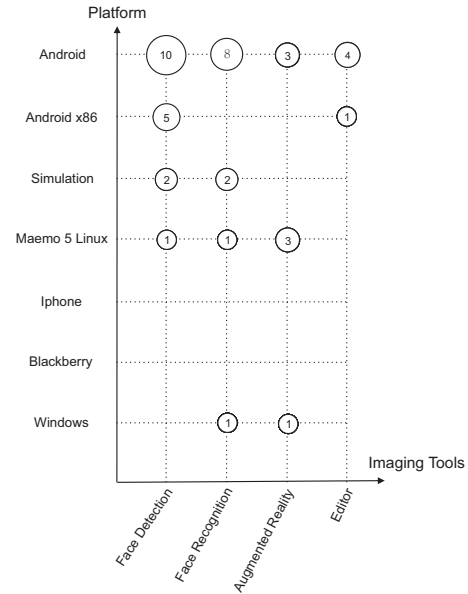 Platform
Android 10 8 3 4
Android x86 5 1
Simulation 2 2
Maemo 5 Linux 1 1 3
Iphone
Blackberry
Windows 1 1
Imaging Tools
Face Detection
Face Recognition
Augmented Reality
Editor